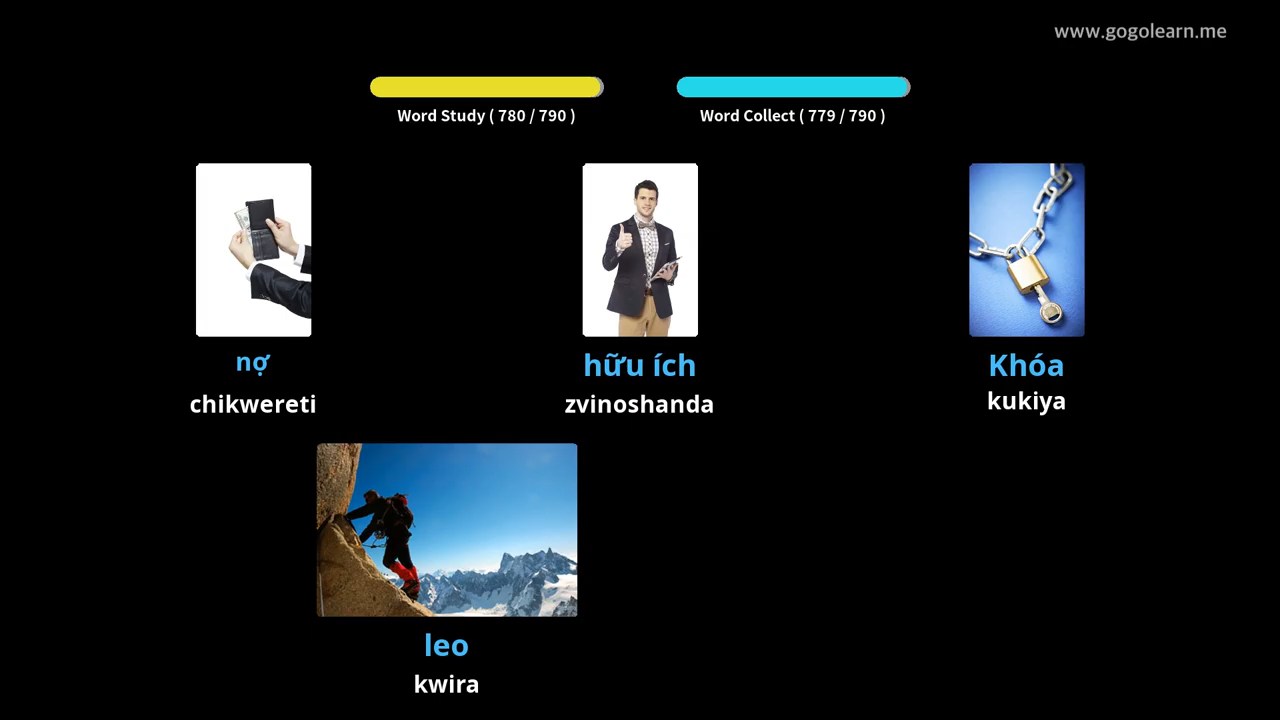 www.gogolearn.me
Word Study ( 780 / 790 )
Word Collect ( 779 / 790 )
nợ
hữu ích
Khóa
chikwereti
zvinoshanda
kukiya
leo
kwira